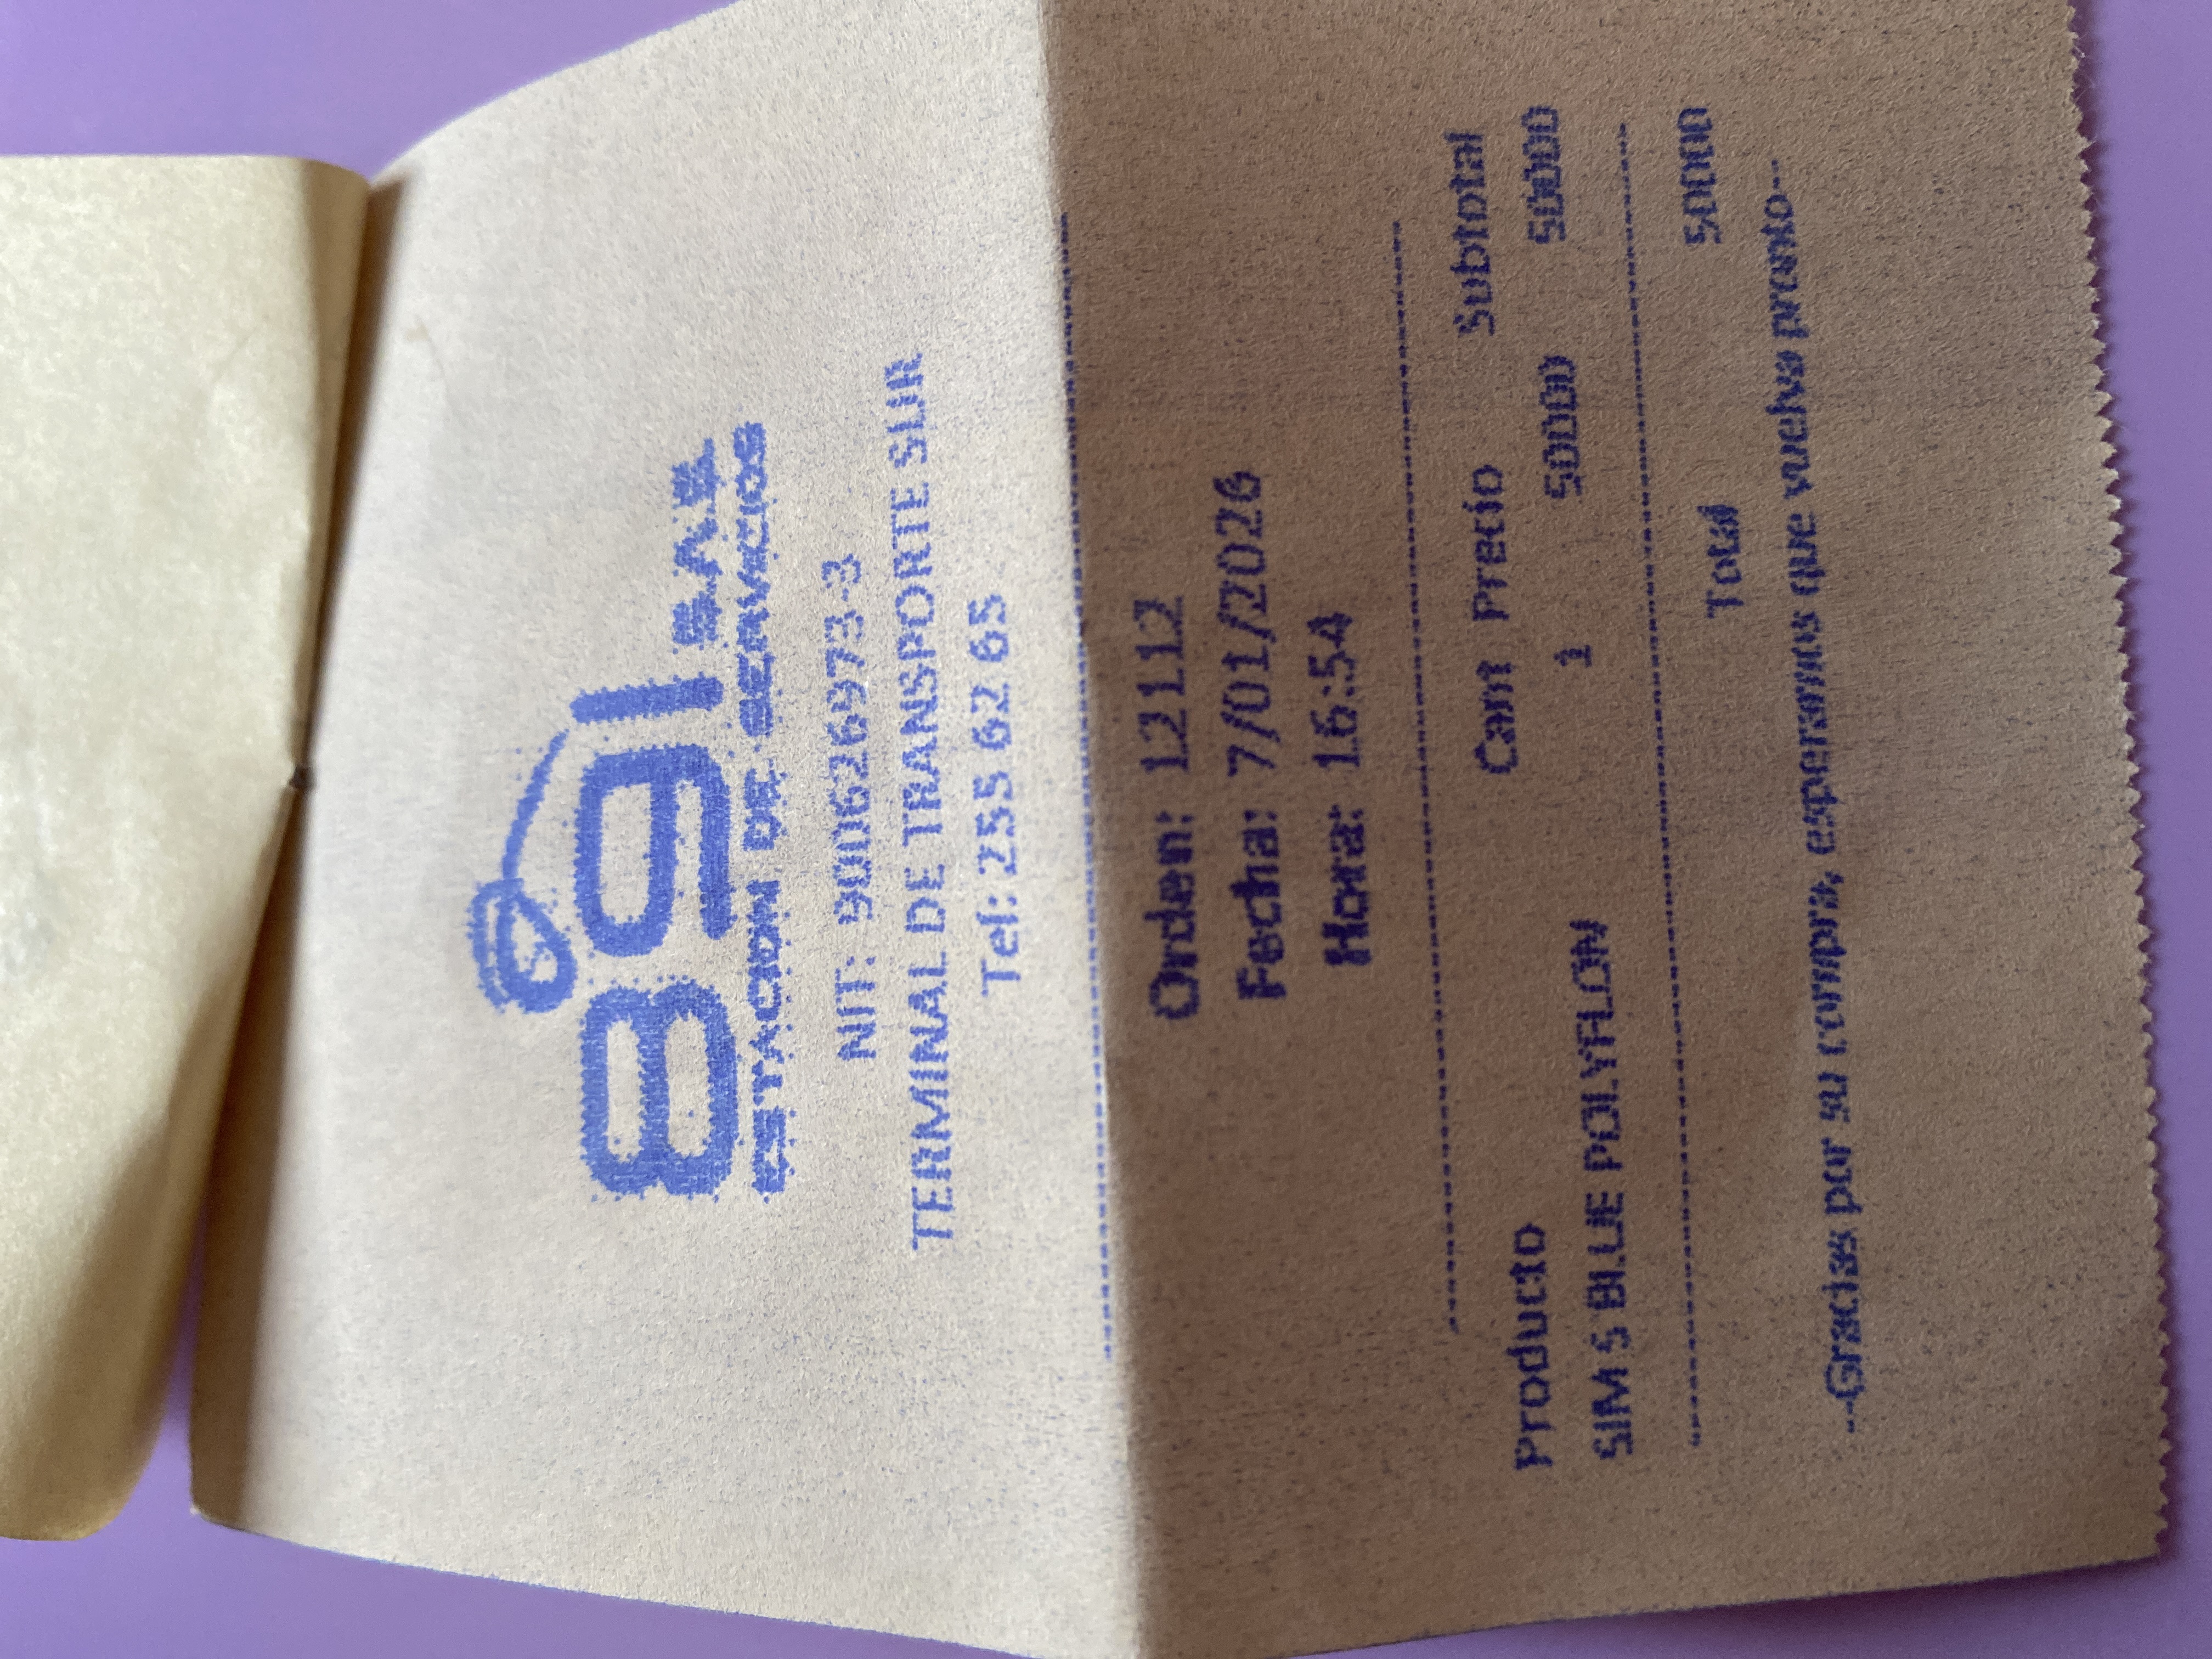 891 SAS
ESTACION DE SERVICIOS
NIT: 900626973-3
TERMINAL DE TRANSPORTE SUR
Tel: 255 62 65
Orden: 12112
Fecha: 7/01/2026
Hora: 16:54
Producto Cant Precio Subtotal
SIM S BLUE POLYFLON 1 50000 50000
Total 50000
--Gracias por su compra, esperamos que vuelva pronto--